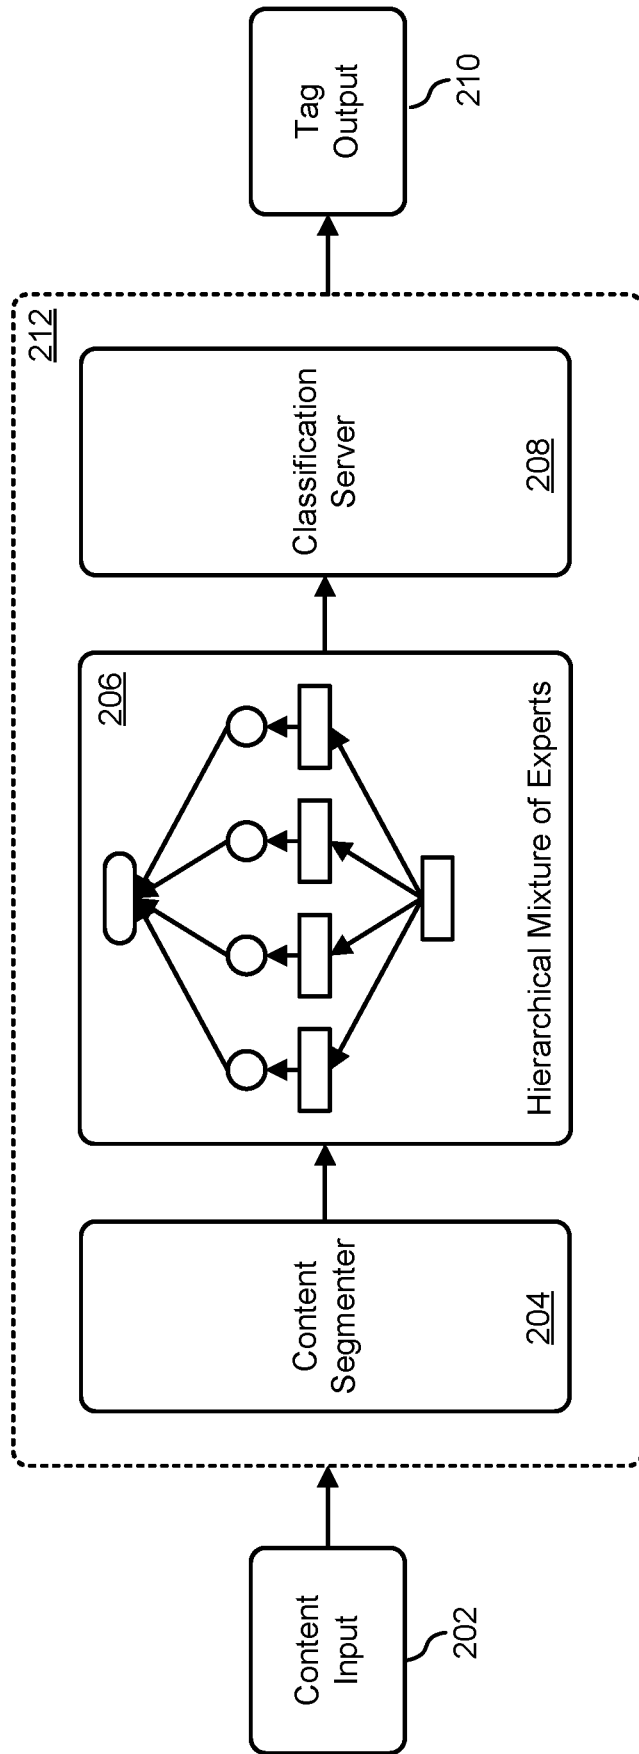 Content
Input
202
212
Content
Segmenter
204
206
Hierarchical Mixture of Experts
Classification
Server
208
Tag
Output
210